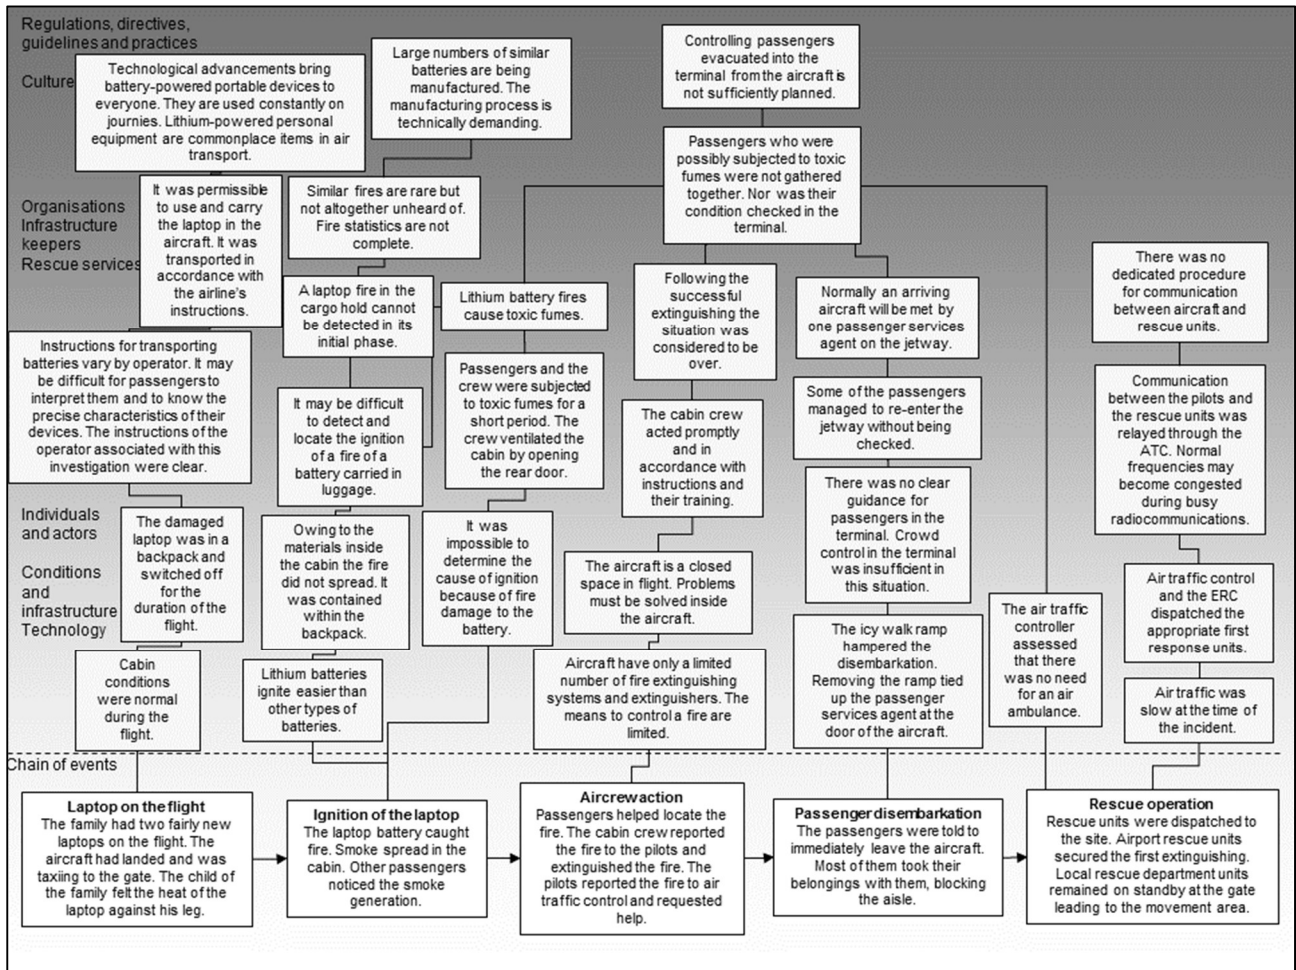 Regulations, directives,
guidelines and practices
Culture
Technological advancements bring
battery-powered portable devices to
everyone. They are used constantly on
journies. Lithium-powered personal
equipment are commonplace items in air
transport.
Large numbers of similar
batteries are being
manufactured. The
manufacturing process is
technically demanding.
Controlling passengers
evacuated into the
terminal from the aircraft is
not sufficiently planned.
Passengers who were
possibly subjected to toxic
fumes were not gathered
together. Nor was their
condition checked in the
terminal.
Organisations
Infrastructure
keepers
Rescue services
It was permissible
to use and carry
the laptop in the
aircraft. It was
transported in
accordance with
the airline's
instructions.
Similar fires are rare but
not altogether unheard of.
Fire statistics are not
complete.
A laptop fire in the
cargo hold cannot
be detected in its
initial phase.
Lithium battery fires
cause toxic fumes.
Following the
successful
extinguishing the
situation was
considered to be
over.
Normally an arriving
aircraft will be met by
one passenger services
agent on the jetway.
There was no
dedicated procedure
for communication
between aircraft and
rescue units.
Instructions for transporting
batteries vary by operator. It may
be difficult for passengers to
interpret them and to know the
precise characteristics of their
devices. The instructions of the
operator associated with this
investigation were clear.
It may be difficult
to detect and
locate the ignition
of a fire of a
battery carried in
luggage.
Passengers and the
crew were subjected
to toxic fumes for a
short period. The
crew ventilated the
cabin by opening
the rear door.
The cabin crew
acted promptly
and in
accordance with
instructions and
their training.
Some of the passengers
managed to re-enter the
jetway without being
checked.
There was no clear
guidance for
passengers in the
terminal. Crowd
control in the terminal
was insufficient in
this situation.
Communication
between the pilots and
the rescue units was
relayed through the
ATC. Normal
frequencies may
become congested
during busy
radiocommunications.
Individuals
and actors
Conditions
and
infrastructure
Technology
The damaged
laptop was in a
backpack and
switched off
for the
duration of the
flight.
Owing to the
materials inside
the cabin the fire
did not spread. It
was contained
within the
backpack.
It was
impossible to
determine the
cause of ignition
because of fire
damage to the
battery.
The aircraft is a closed
space in flight. Problems
must be solved inside
the aircraft.
The icy walk ramp
hampered the
disembarkation.
Removing the ramp tied
up the passenger
services agent at the
door of the aircraft.
The air traffic
controller
assessed
that there
was no need
for an air
ambulance.
Air traffic control
and the ERC
dispatched the
appropriate first
response units.
Cabin
conditions
were normal
during the
flight.
Lithium batteries
ignite easier than
other types of
batteries.
Aircraft have only a limited
number of fire extinguishing
systems and extinguishers. The
means to control a fire are
limited.
Air traffic was
slow at the time of
the incident.
Chain of events
Laptop on the flight
The family had two fairly new
laptops on the flight. The
aircraft had landed and was
taxiing to the gate. The child of
the family felt the heat of the
laptop against his leg.
Ignition of the laptop
The laptop battery caught
fire. Smoke spread in the
cabin. Other passengers
noticed the smoke
generation.
Aircrew action
Passengers helped locate the
fire. The cabin crew reported
the fire to the pilots and
extinguished the fire. The
pilots reported the fire to air
traffic control and requested
help.
Passenger disembarkation
The passengers were told to
immediately leave the aircraft.
Most of them took their
belongings with them, blocking
the aisle.
Rescue operation
Rescue units were dispatched to
the site. Airport rescue units
secured the first extinguishing.
Local rescue department units
remained on standby at the gate
leading to the movement area.